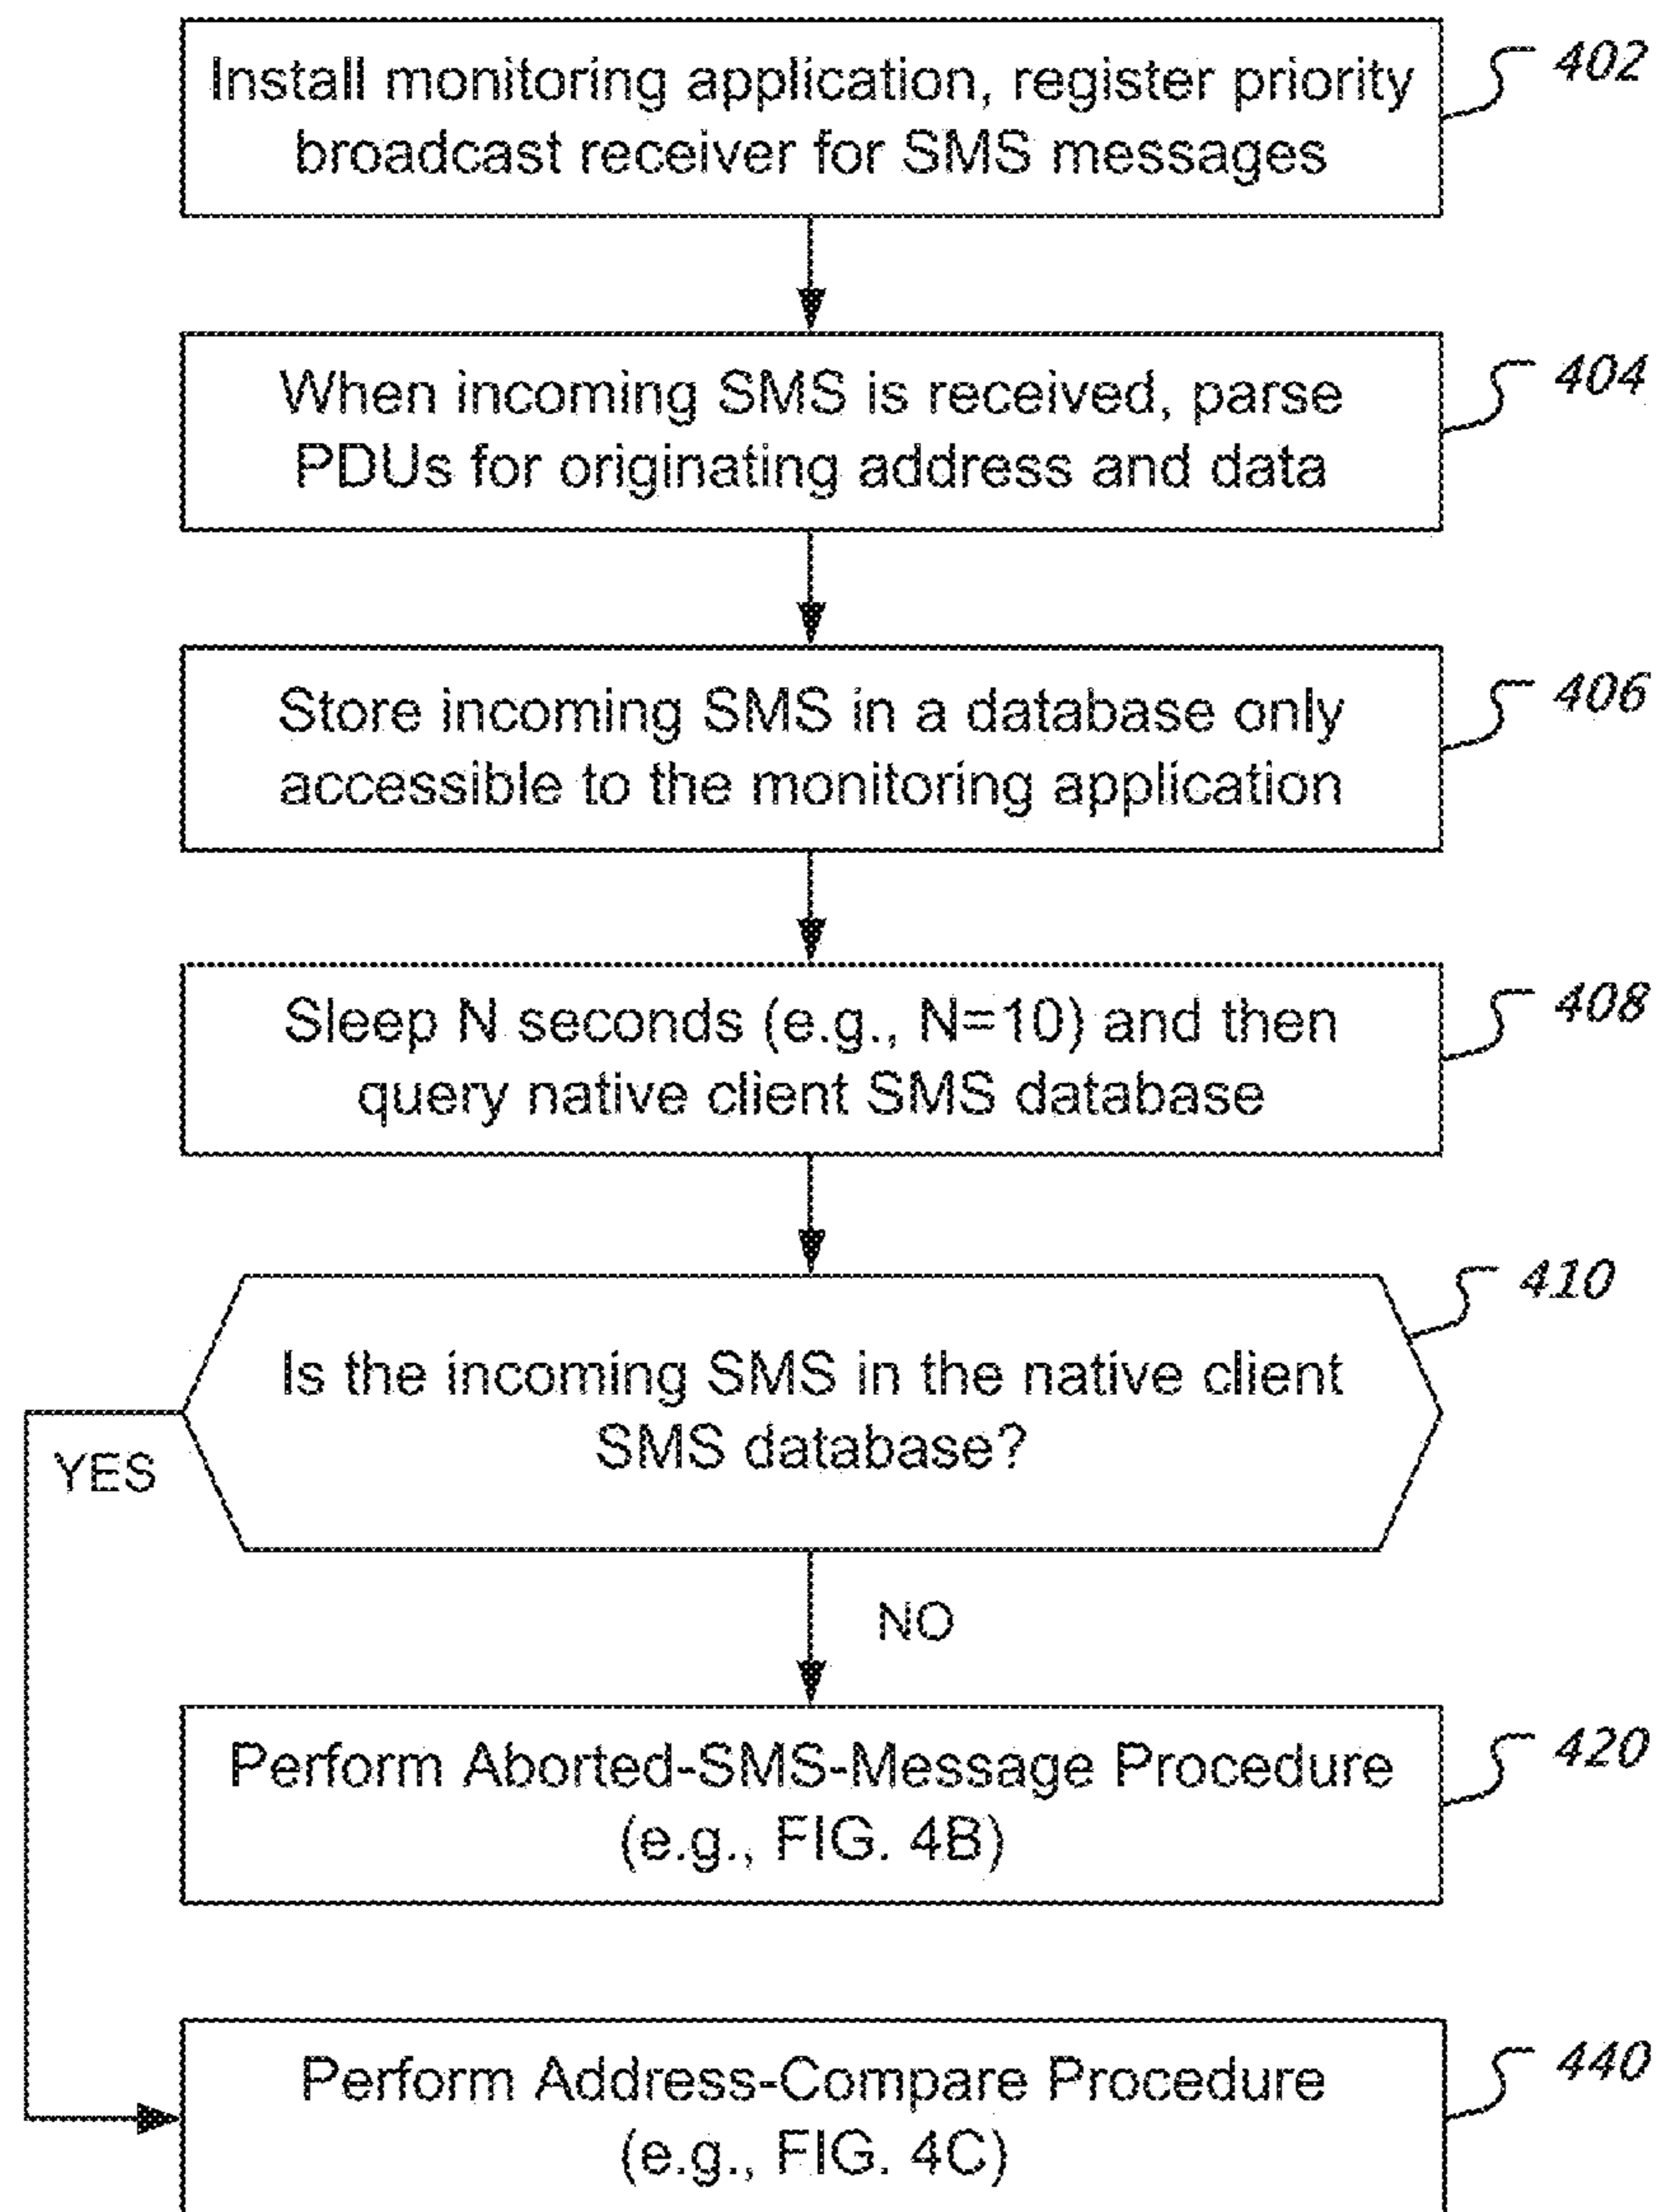 Install monitoring application, register priority
broadcast receiver for SMS messages
402
When incoming SMS is received, parse
PDUs for originating address and data
404
Store incoming SMS in a database only
accessible to the monitoring application
406
Sleep N seconds (e.g., N=10) and then
query native client SMS database
408
Is the incoming SMS in the native client
SMS database?
410
YES
NO
Perform Aborted-SMS-Message Procedure
(e.g., FIG. 4B)
420
Perform Address-Compare Procedure
(e.g., FIG. 4C)
440